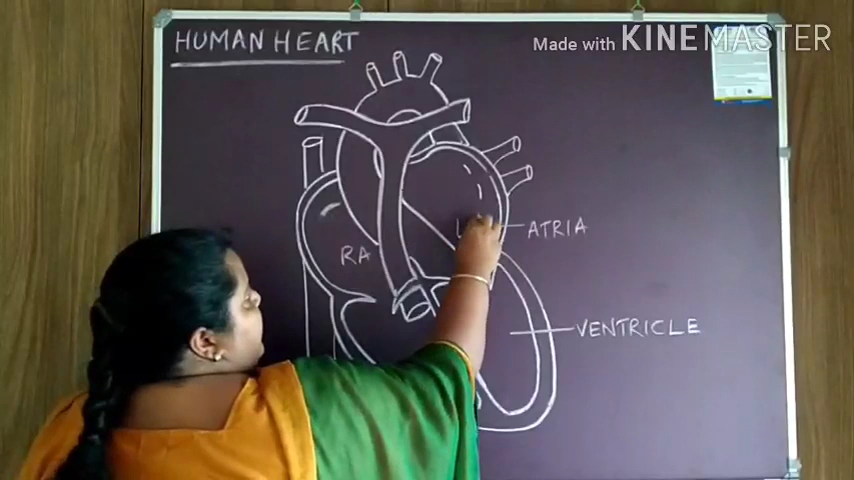 HUMAN HEART
Made with KINEMASTER
ATRIA
RA
L
VENTRICLE